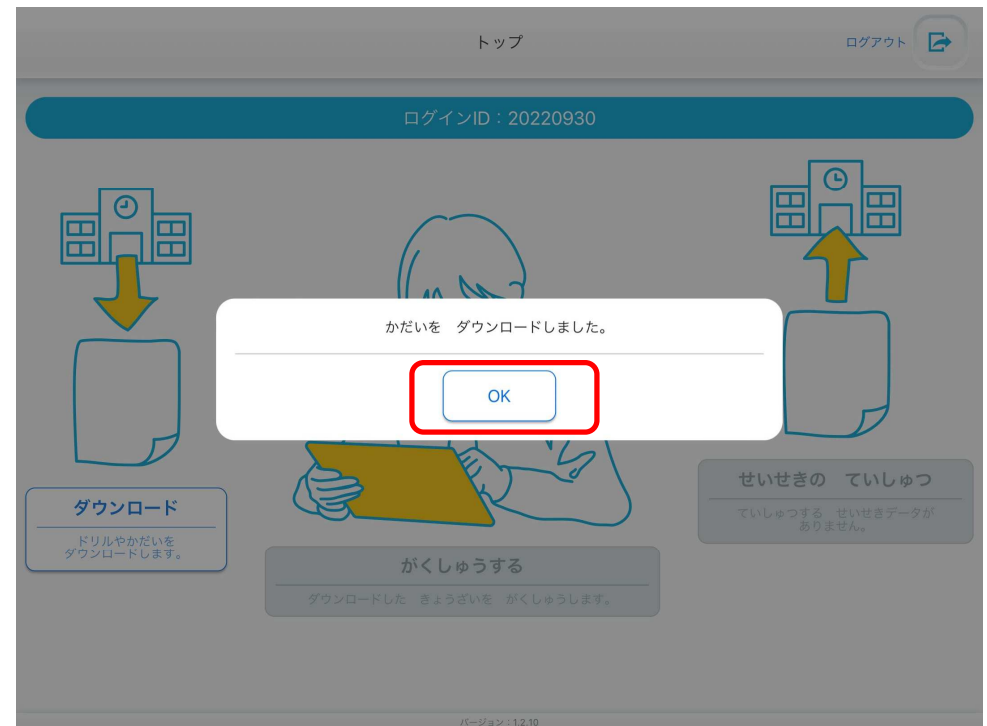 トップ
ログアウト
ログインID：20220930
かだいを　ダウンロードしました。
OK
ダウンロード
ドリルやかだいを
ダウンロードします。
がくしゅうする
ダウンロードした　きょうざいを　がくしゅうします。
せいせきの　ていしゅつ
ていしゅつする　せいせきデータが
ありません。
バージョン：1.2.10